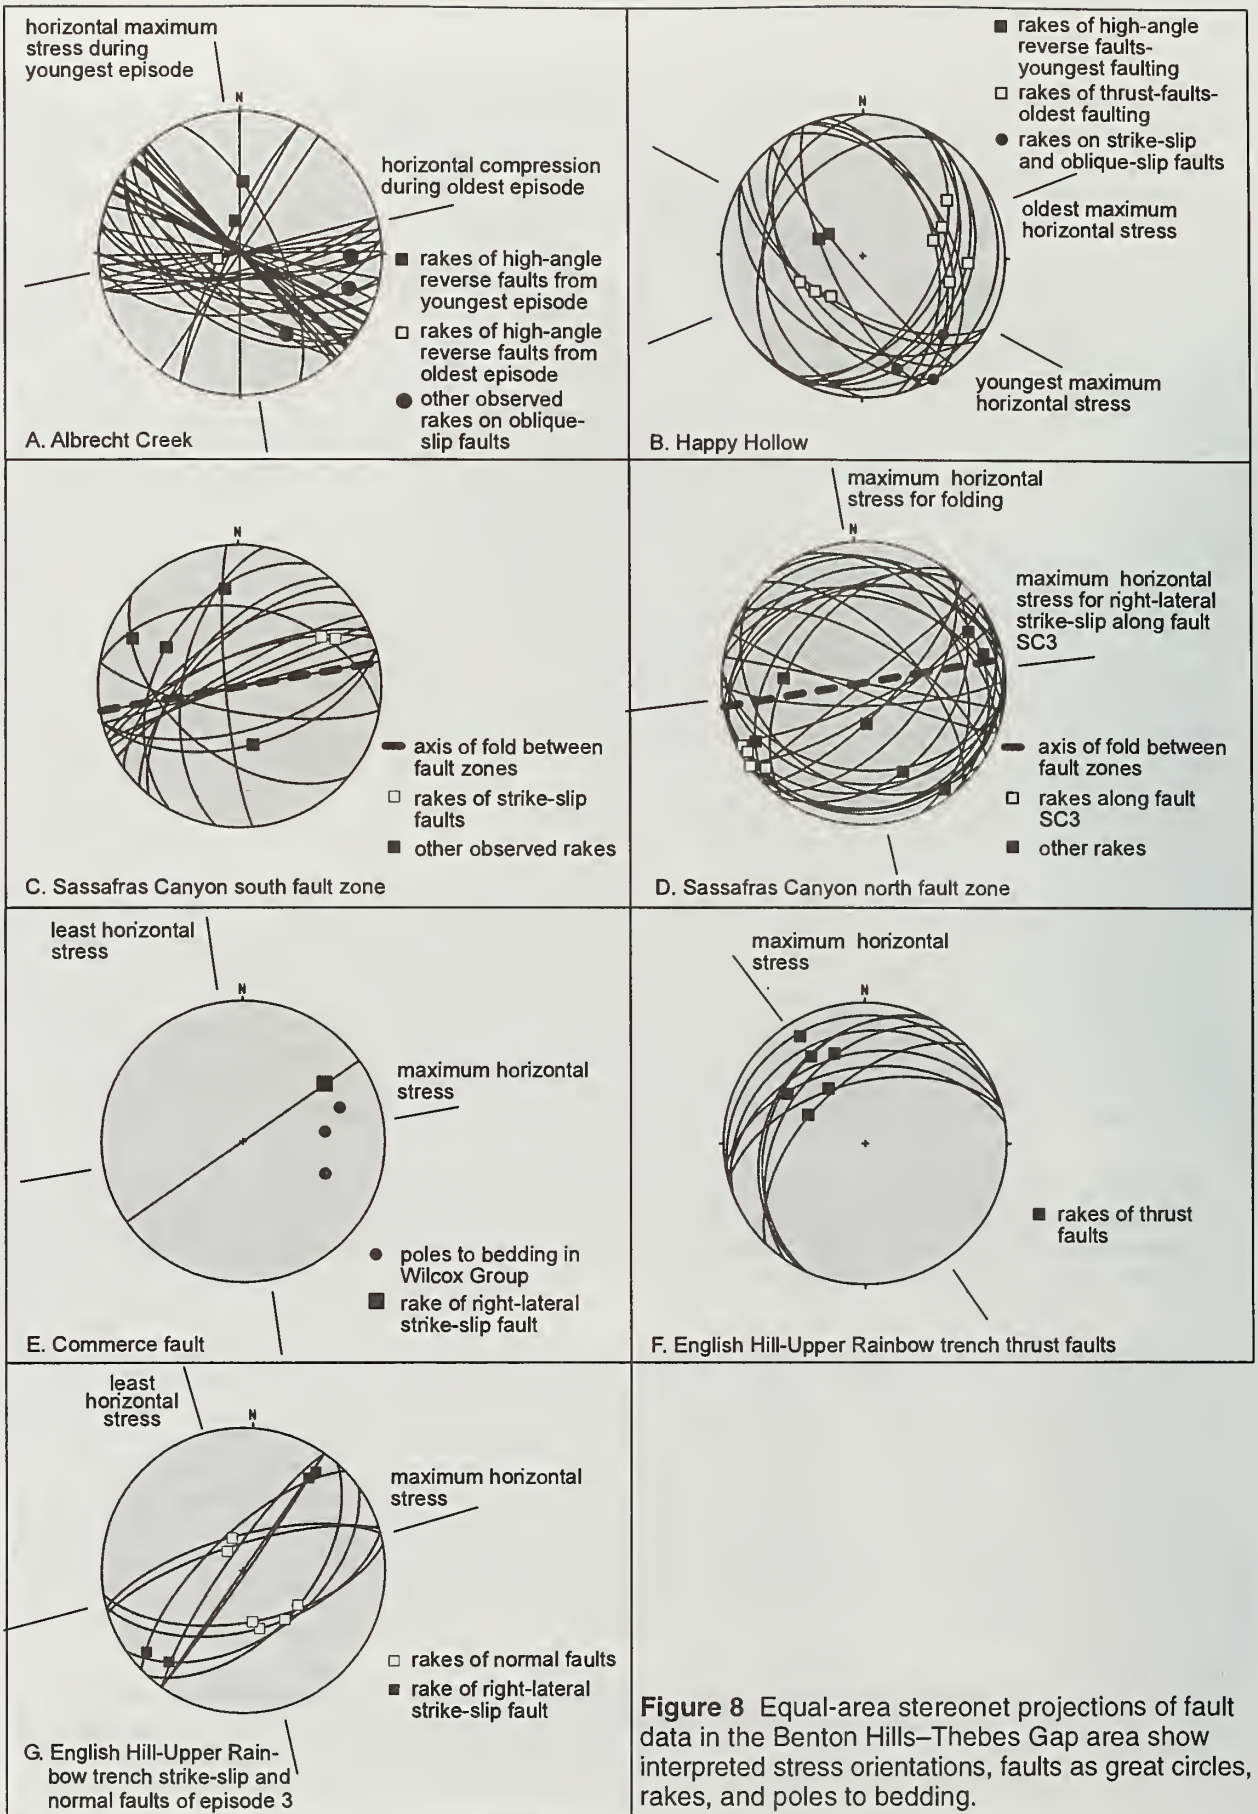 horizontal maximum
stress during
youngest episode
N
horizontal compression
during oldest episode
rakes of high-angle
reverse faults from
youngest episode
rakes of high-angle
reverse faults from
oldest episode
other observed
rakes on oblique-
slip faults
A. Albrecht Creek
rakes of high-angle
reverse faults-
youngest faulting
rakes of thrust-faults-
oldest faulting
rakes on strike-slip
and oblique-slip faults
N
oldest maximum
horizontal stress
youngest maximum
horizontal stress
B. Happy Hollow
N
axis of fold between
fault zones
rakes of strike-slip
faults
other observed rakes
C. Sassafras Canyon south fault zone
maximum horizontal
stress for folding
N
maximum horizontal
stress for right-lateral
strike-slip along fault
SC3
axis of fold between
fault zones
rakes along fault
SC3
other rakes
D. Sassafras Canyon north fault zone
least horizontal
stress
N
maximum horizontal
stress
poles to bedding in
Wilcox Group
rake of right-lateral
strike-slip fault
E. Commerce fault
maximum horizontal
stress
N
rakes of thrust
faults
F. English Hill-Upper Rainbow trench thrust faults
least
horizontal
stress
N
maximum horizontal
stress
rakes of normal faults
rake of right-lateral
strike-slip fault
G. English Hill-Upper Rain-
bow trench strike-slip and
normal faults of episode 3
Figure 8 Equal-area stereonet projections of fault
data in the Benton Hills–Thebes Gap area show
interpreted stress orientations, faults as great circles,
rakes, and poles to bedding.